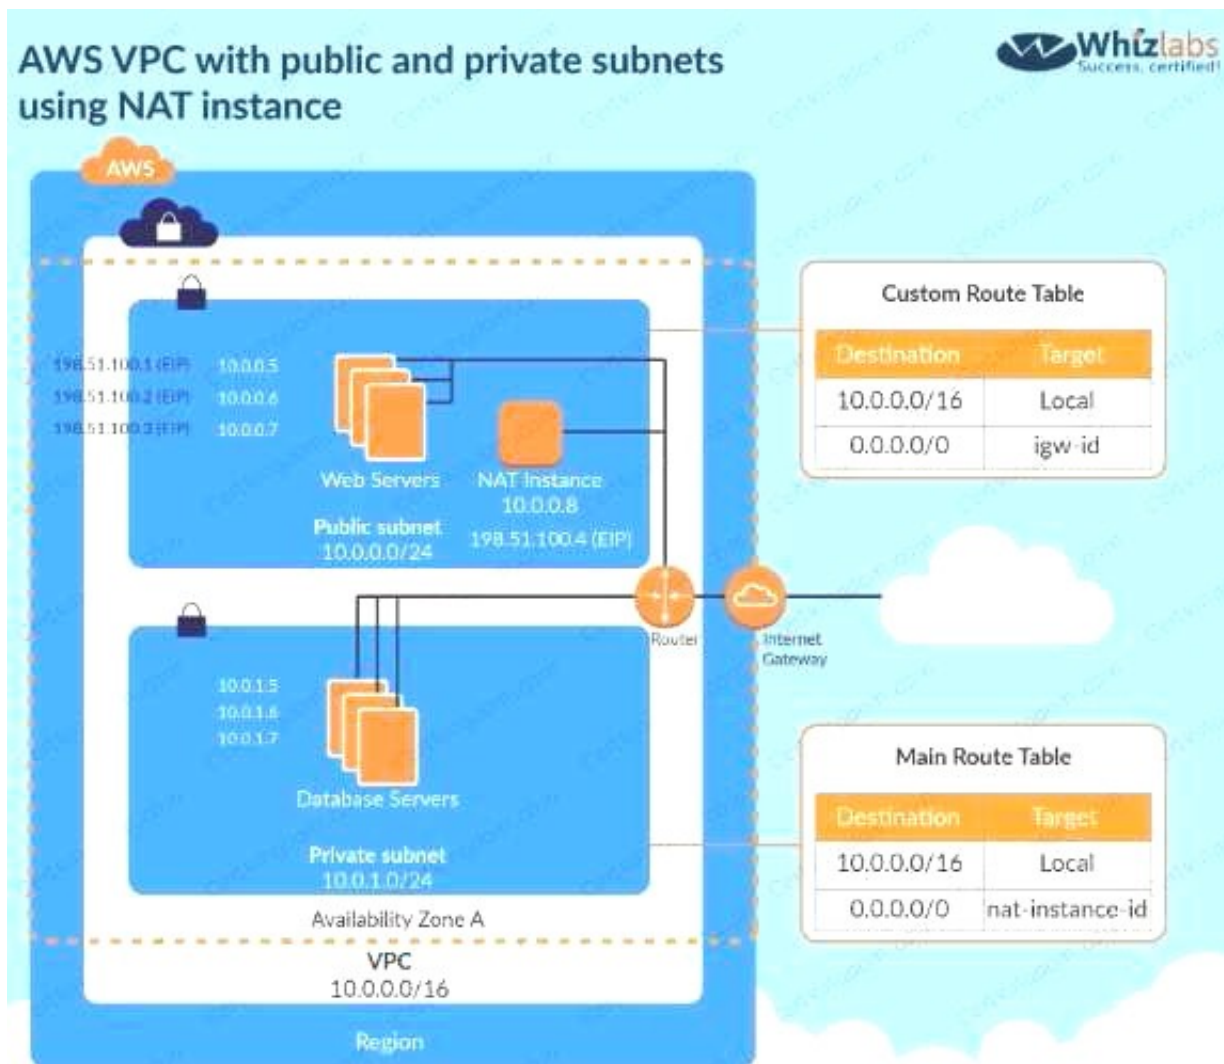 AWS VPC with public and private subnets
using NAT instance
Whizlabs
Success, certified!
AWS
198.51.100.1 (EIP) 10.0.0.5
198.51.100.2 (EIP) 10.0.0.6
198.51.100.3 (EIP) 10.0.0.7
Web Servers
NAT Instance
10.0.0.8
198.51.100.4 (EIP)
Public subnet
10.0.0.0/24
Custom Route Table
Destination Target
10.0.0.0/16 Local
0.0.0.0/0 igw-id
Router
Internet
Gateway
10.0.1.5
10.0.1.6
10.0.1.7
Database Servers
Private subnet
10.0.1.0/24
Main Route Table
Destination Target
10.0.0.0/16 Local
0.0.0.0/0 nat-instance-id
Availability Zone A
VPC
10.0.0.0/16
Region